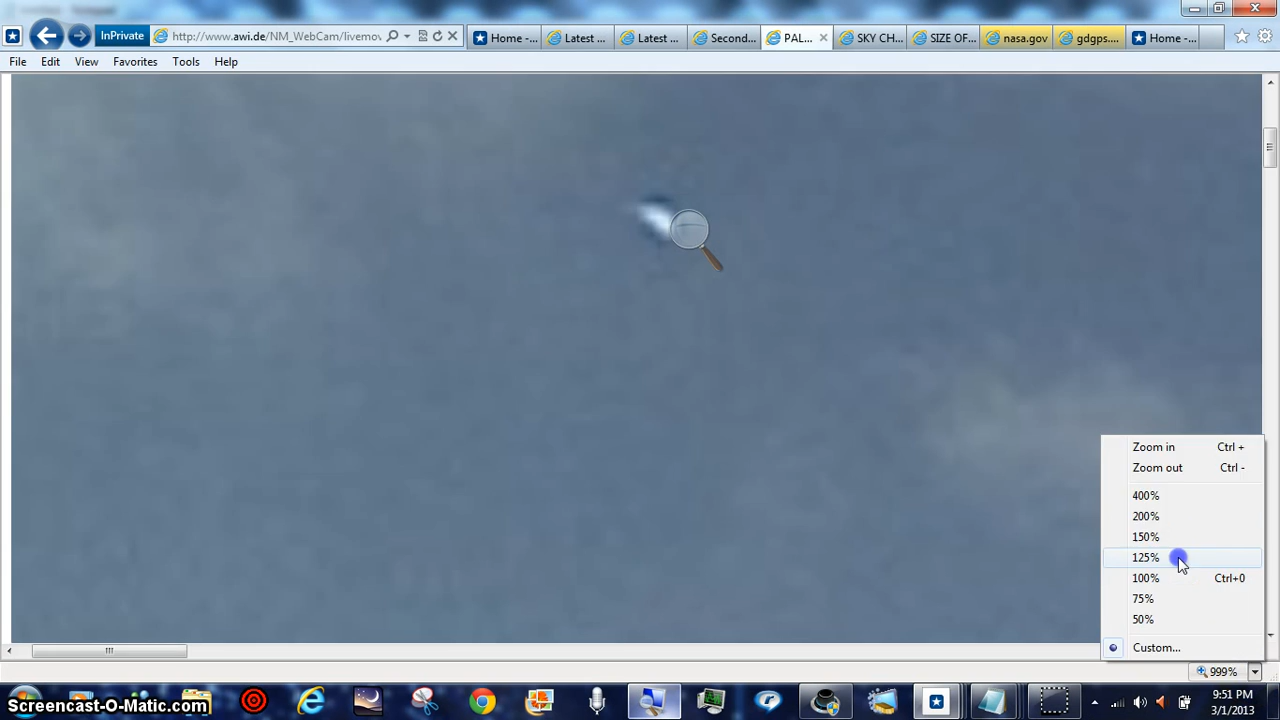 InPrivate
http://www.awi.de/NM_WebCam/livemov
Home -...
Latest ...
Latest ...
Second...
PAL...
SKY CH...
SIZE OF...
nasa.gov
gdgps....
Home -...
File Edit View Favorites Tools Help
Zoom in Ctrl +
Zoom out Ctrl -
400%
200%
150%
125%
100% Ctrl+0
75%
50%
Custom...
999%
Screencast-O-Matic.com
9:51 PM
3/1/2013